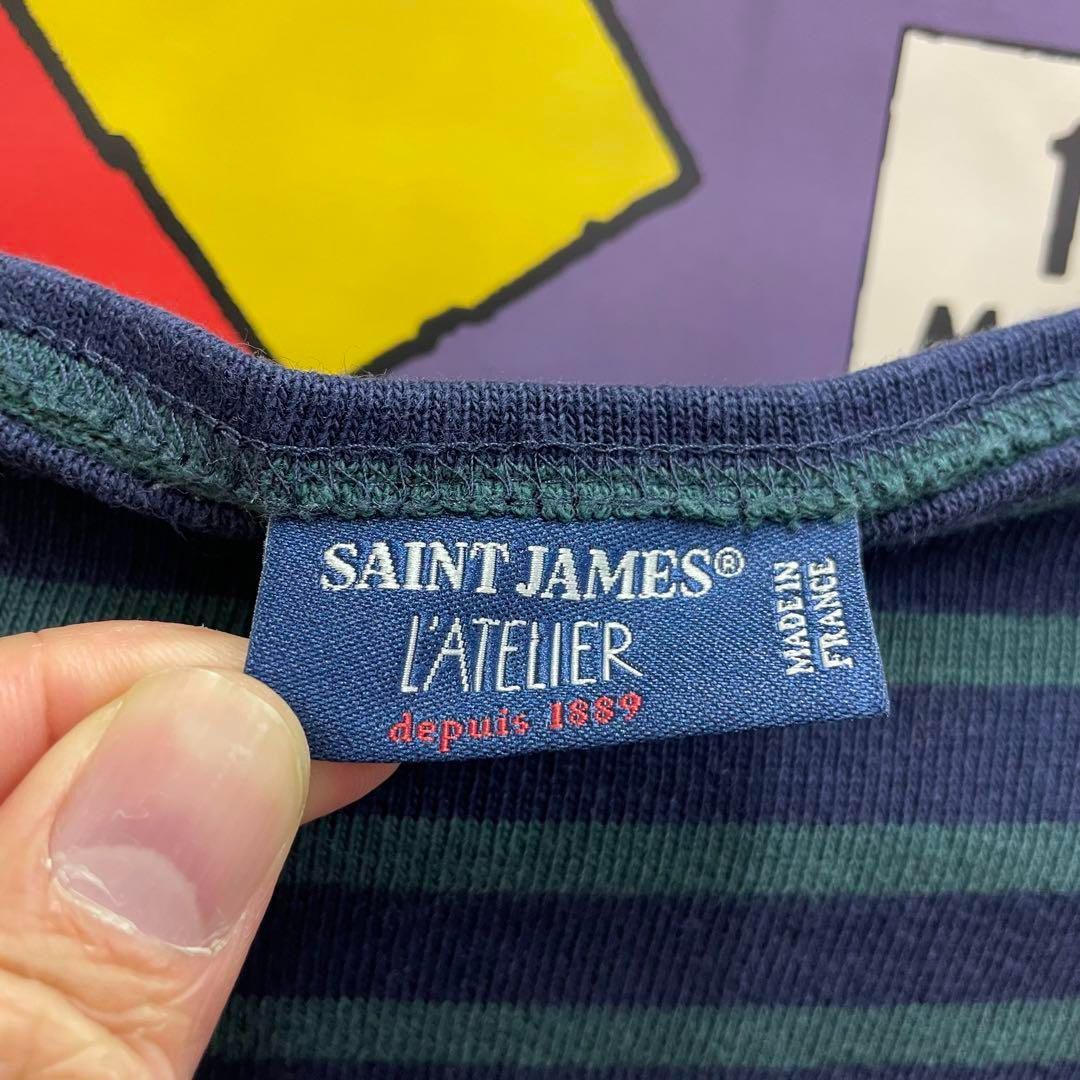 SAINT JAMES®
L'ATELIER
depuis 1889
MADE IN
FRANCE